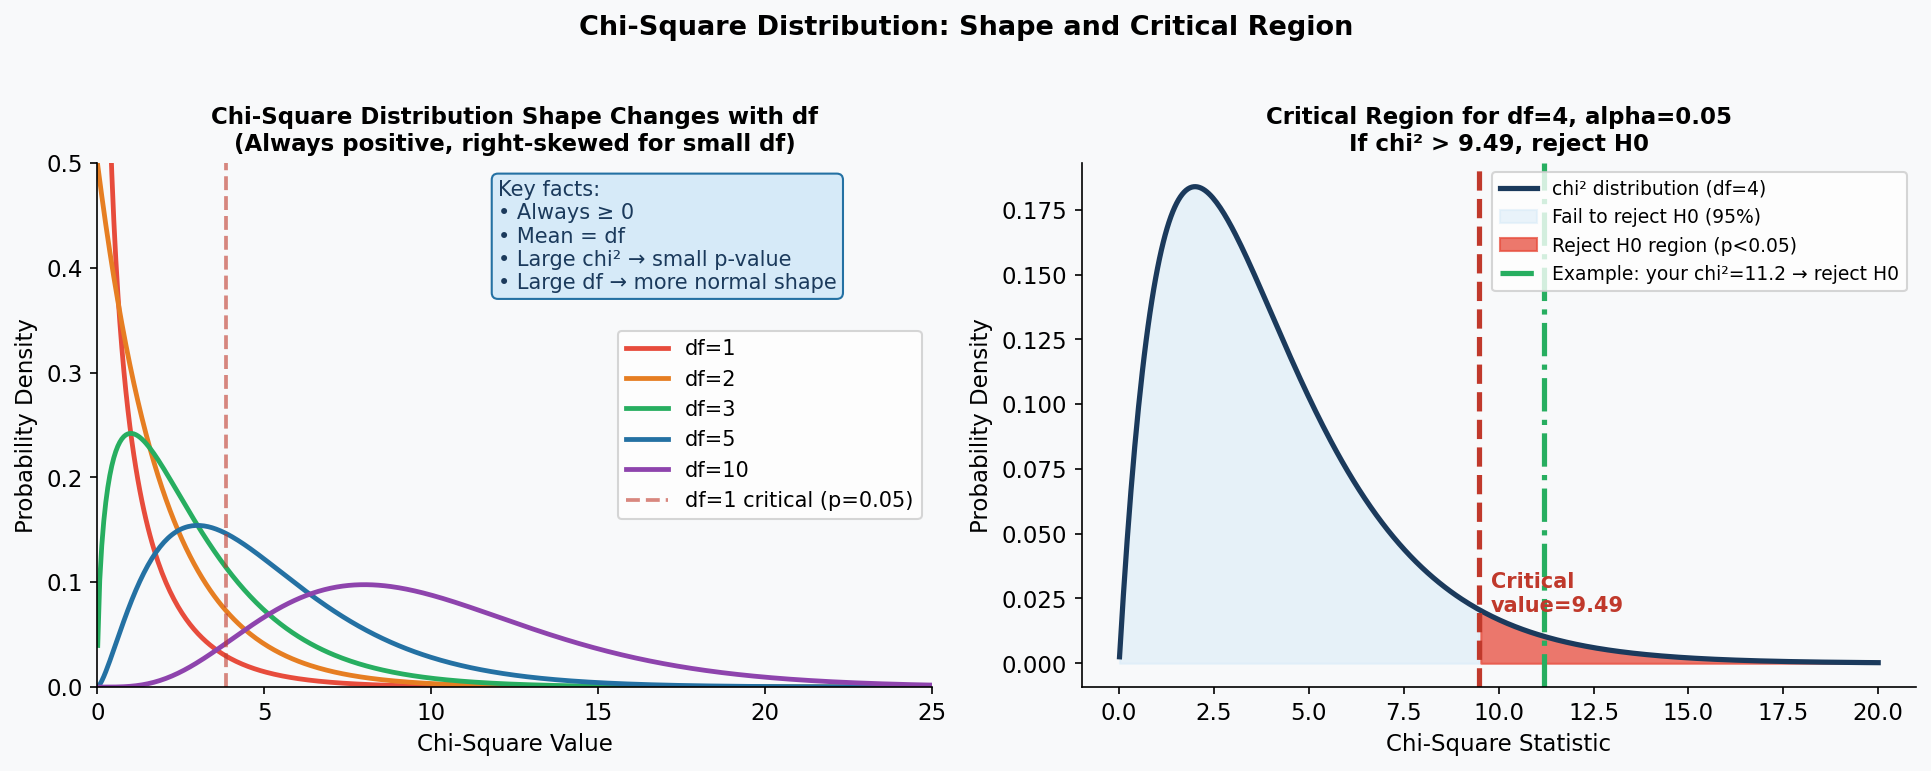 Chi-Square Distribution: Shape and Critical Region
Chi-Square Distribution Shape Changes with df
(Always positive, right-skewed for small df)
Key facts:
• Always ≥ 0
• Mean = df
• Large chi² → small p-value
• Large df → more normal shape
df=1
df=2
df=3
df=5
df=10
df=1 critical (p=0.05)
Probability Density
0.5
0.4
0.3
0.2
0.1
0.0
0
5
10
15
20
25
Chi-Square Value
Critical Region for df=4, alpha=0.05
If chi² > 9.49, reject H0
chi² distribution (df=4)
Fail to reject H0 (95%)
Reject H0 region (p<0.05)
Example: your chi²=11.2 → reject H0
Critical
value=9.49
Probability Density
0.175
0.150
0.125
0.100
0.075
0.050
0.025
0.000
0.0
2.5
5.0
7.5
10.0
12.5
15.0
17.5
20.0
Chi-Square Statistic